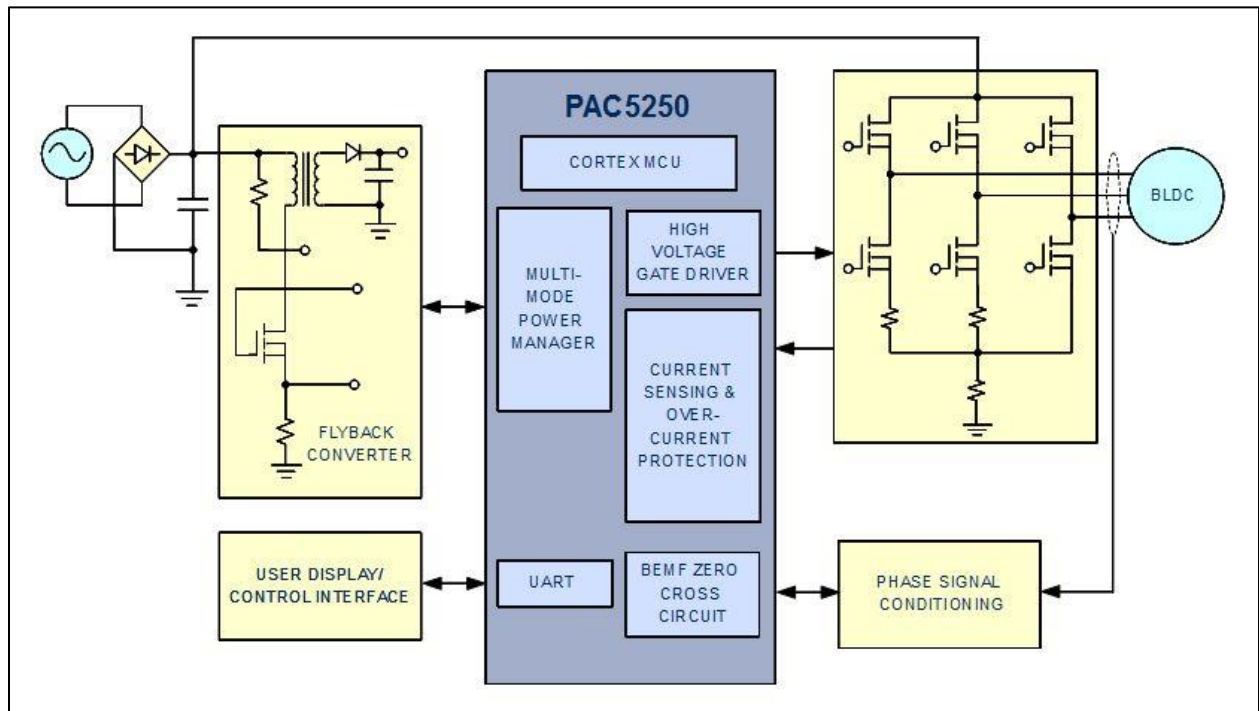 PAC5250
CORTEX MCU
MULTI-
MODE
POWER
MANAGER
HIGH
VOLTAGE
GATE DRIVER
CURRENT
SENSING &
OVER-
CURRENT
PROTECTION
UART
BEMF ZERO
CROSS
CIRCUIT
FLYBACK
CONVERTER
USER DISPLAY/
CONTROL INTERFACE
BLDC
PHASE SIGNAL
CONDITIONING